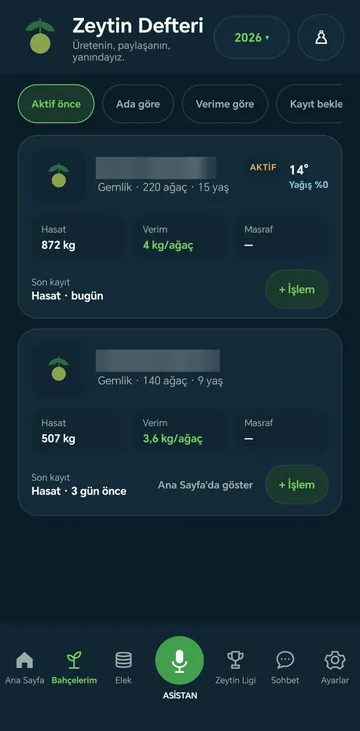 Zeytin Defteri
Üretenin, paylaşanın,
yanındayız.
2026
Aktif önce
Ada göre
Verime göre
Kayıt bekle
AKTİF
14°
Yağış %0
Gemlik · 220 ağaç · 15 yaş
Hasat
872 kg
Verim
4 kg/ağaç
Masraf
—
Son kayıt
Hasat · bugün
+ İşlem
Gemlik · 140 ağaç · 9 yaş
Hasat
507 kg
Verim
3,6 kg/ağaç
Masraf
—
Son kayıt
Hasat · 3 gün önce
Ana Sayfa'da göster
+ İşlem
Ana Sayfa
Bahçelerim
Elek
ASİSTAN
Zeytin Ligi
Sohbet
Ayarlar